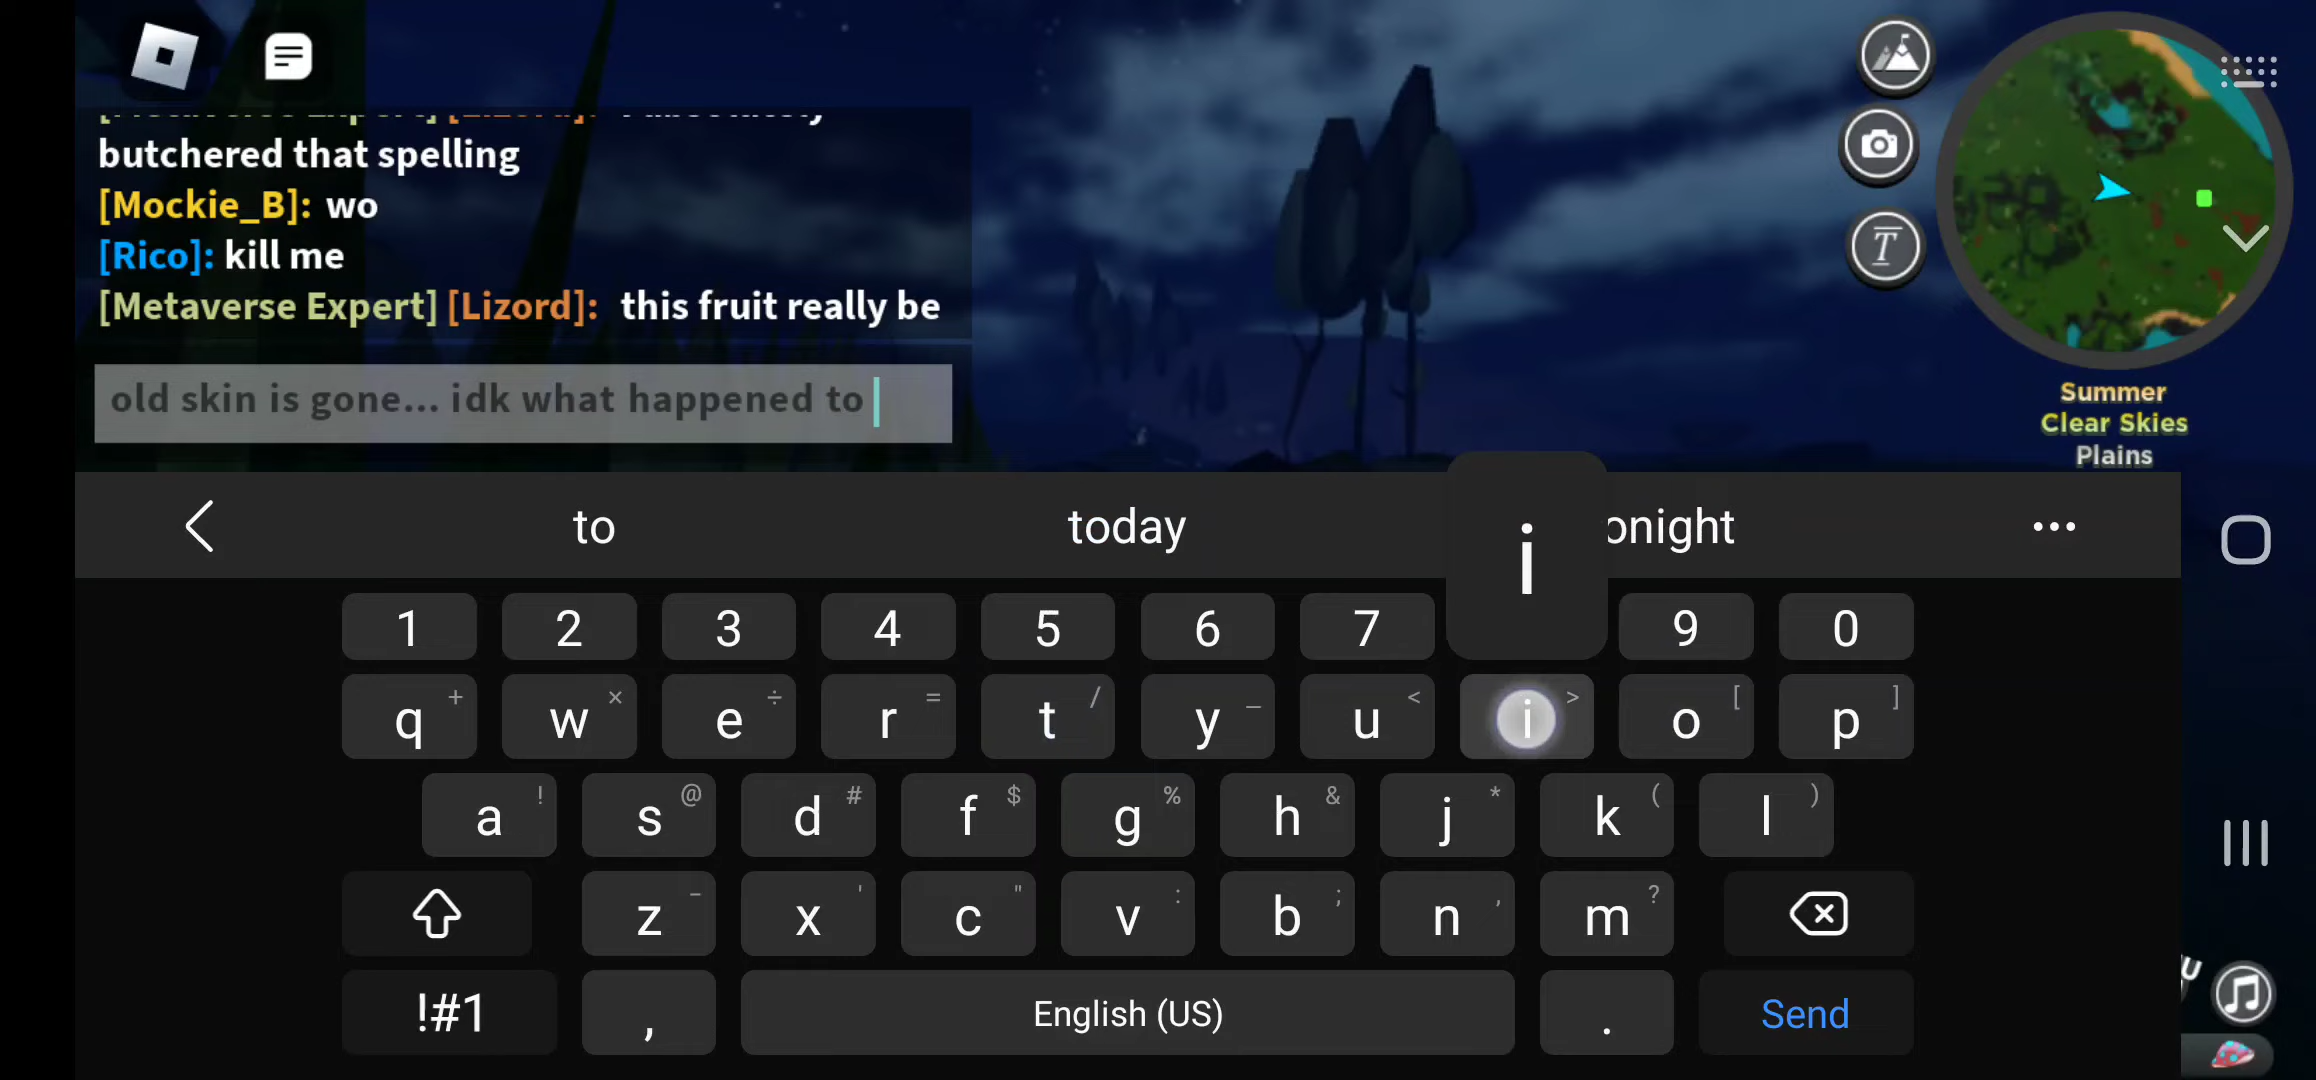 butchered that spelling
[Mockie_B]: wo
[Rico]: kill me
[Metaverse Expert] [Lizord]: this fruit really be
old skin is gone... idk what happened to
Summer
Clear Skies
Plains
to today onight
i
1 2 3 4 5 6 7 9 0
q + w × e ÷ r = t / y _ u < i > o [ p ]
a ! s @ d # f $ g % h & j * k ( l )
z - x ' c " v : b ; n , m ?
!#1 , English (US) . Send